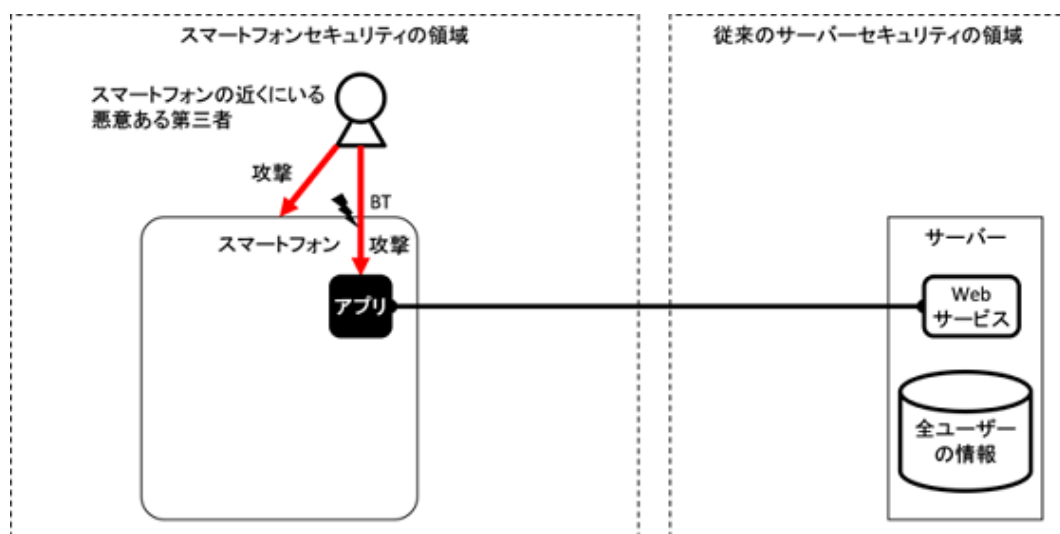 スマートフォンセキュリティの領域
従来のサーバーセキュリティの領域
スマートフォンの近くにいる
悪意ある第三者
攻撃
BT
スマートフォン
攻撃
アプリ
サーバー
Web
サービス
全ユーザー
の情報